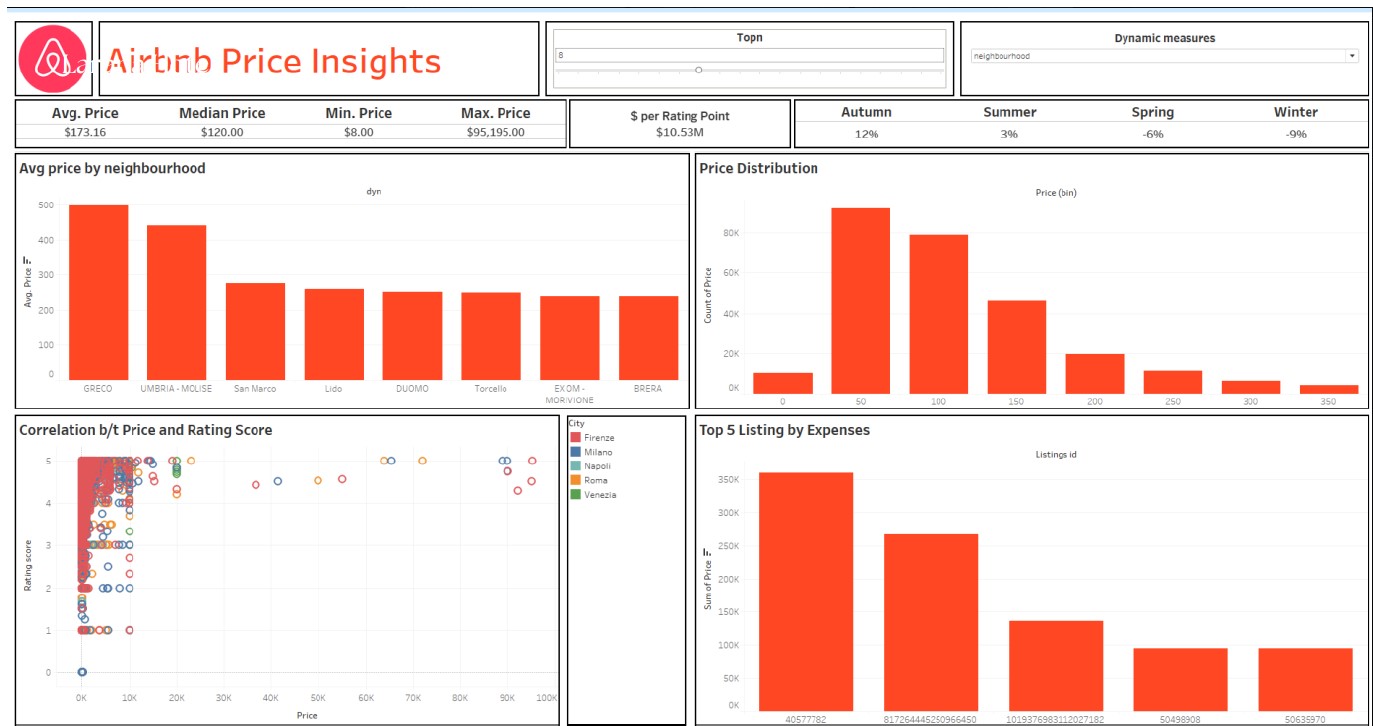 Airbnb Price Insights
Topn
8
Dynamic measures
neighbourhood
Avg. Price Median Price Min. Price Max. Price
$173.16 $120.00 $8.00 $95,195.00
$ per Rating Point
$10.53M
Autumn Summer Spring Winter
12% 3% -6% -9%
Avg price by neighbourhood
dyn
Avg. Price
500
400
300
200
100
0
GRECO UMBRIA - MOLISE San Marco Lido DUOMO Torcello EX OM - MORIVIONE BRERA
Price Distribution
Price (bin)
Count of Price
80K
60K
40K
20K
0K
0 50 100 150 200 250 300 350
Correlation b/t Price and Rating Score
Rating score
5
4
3
2
1
0
0K 10K 20K 30K 40K 50K 60K 70K 80K 90K 100K
Price
City
Firenze
Milano
Napoli
Roma
Venezia
Top 5 Listing by Expenses
Listings id
Sum of Price
350K
300K
250K
200K
150K
100K
50K
0K
40577782 817264445250966450 1019376983112027182 50498908 50635970